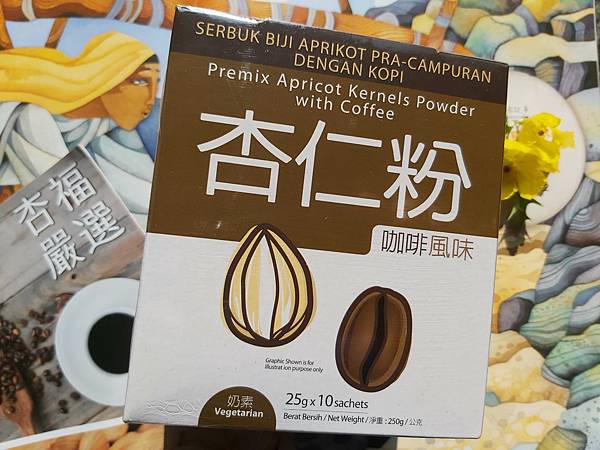 SERBUK BIJI APRIKOT PRA-CAMPURAN
DENGAN KOPI
Premix Apricot Kernels Powder
with Coffee
杏仁粉
咖啡風味
Graphic Shown is for
illustrat ion purpose only
奶素
Vegetarian
25g x 10 sachets
Berat Bersih / Net Weight / 淨重 : 250g / 公克
杏福
嚴選